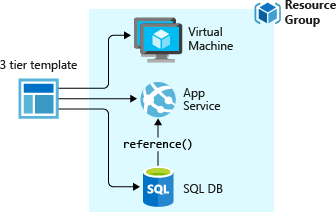 Resource
Group
Virtual
Machine
3 tier template
App
Service
reference()
SQL
SQL DB